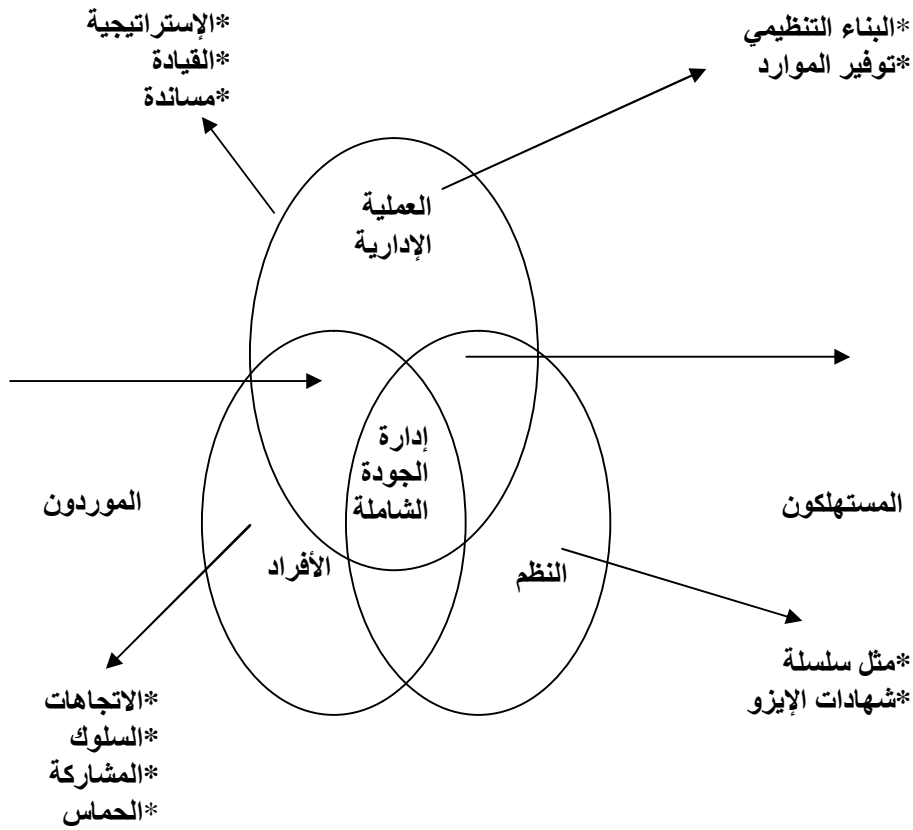 *البناء التنظيمي
*توفير الموارد
*الإستراتيجية
*القيادة
*مساندة
العملية
الإدارية
إدارة
الجودة
الشاملة
المستهلكون
الموردون
النظم
الأفراد
*مثل سلسلة
*شهادات الإيزو
*الاتجاهات
*السلوك
*المشاركة
*الحماس